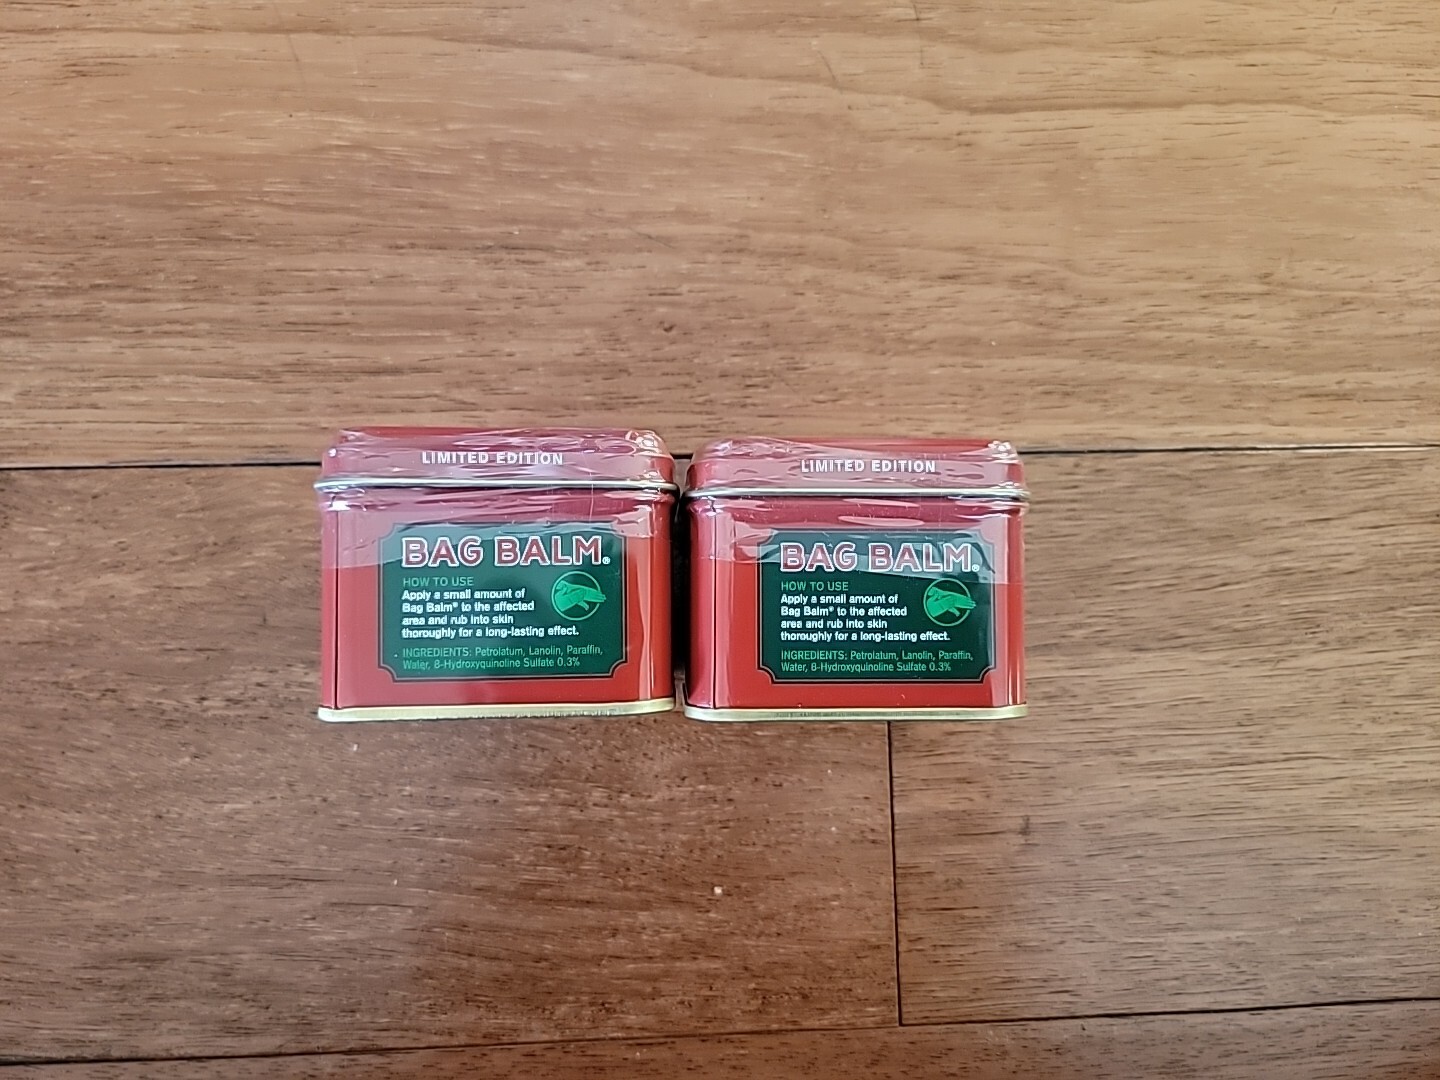 LIMITED EDITION
BAG BALM®
HOW TO USE
Apply a small amount of
Bag Balm® to the affected
area and rub into skin
thoroughly for a long-lasting effect.
INGREDIENTS: Petrolatum, Lanolin, Paraffin,
Water, 8-Hydroxyquinoline Sulfate 0.3%
LIMITED EDITION
BAG BALM®
HOW TO USE
Apply a small amount of
Bag Balm® to the affected
area and rub into skin
thoroughly for a long-lasting effect.
INGREDIENTS: Petrolatum, Lanolin, Paraffin,
Water, 8-Hydroxyquinoline Sulfate 0.3%